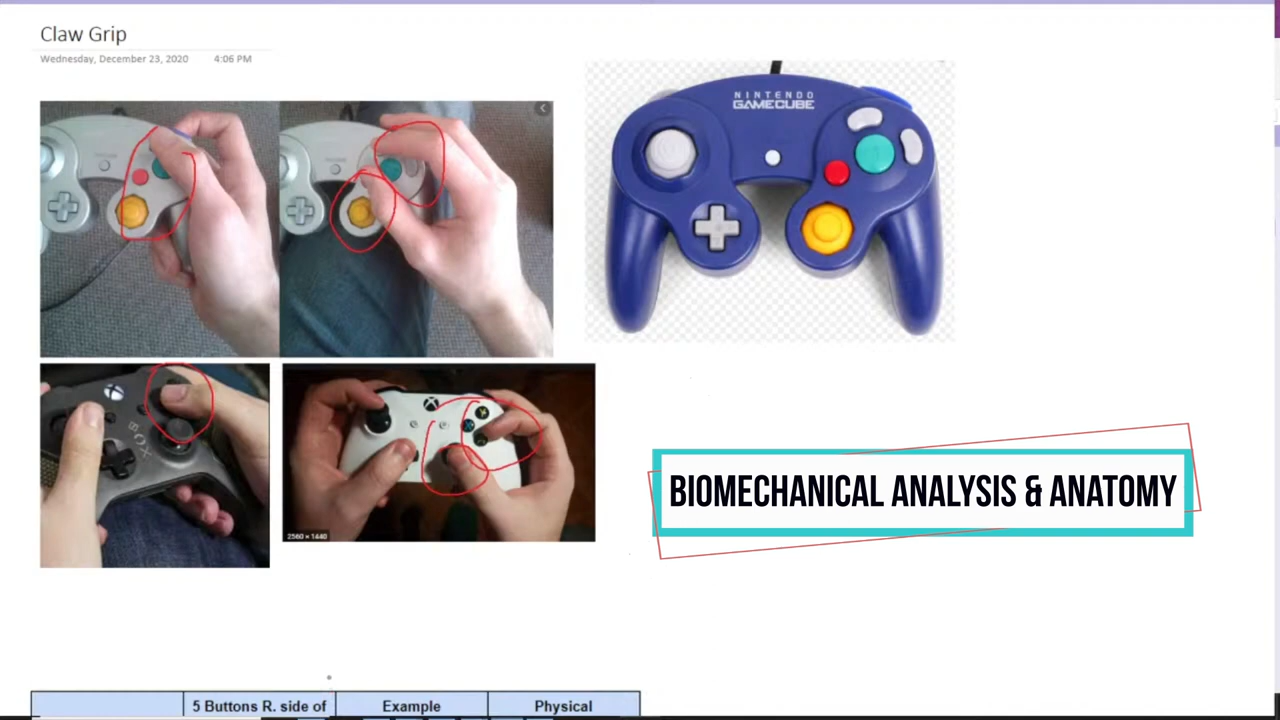 Claw Grip
Wednesday, December 23, 2020 4:06 PM
NINTENDO
GAMECUBE
XBOX
2560 × 1440
BIOMECHANICAL ANALYSIS & ANATOMY
5 Buttons R. side of
Example
Physical